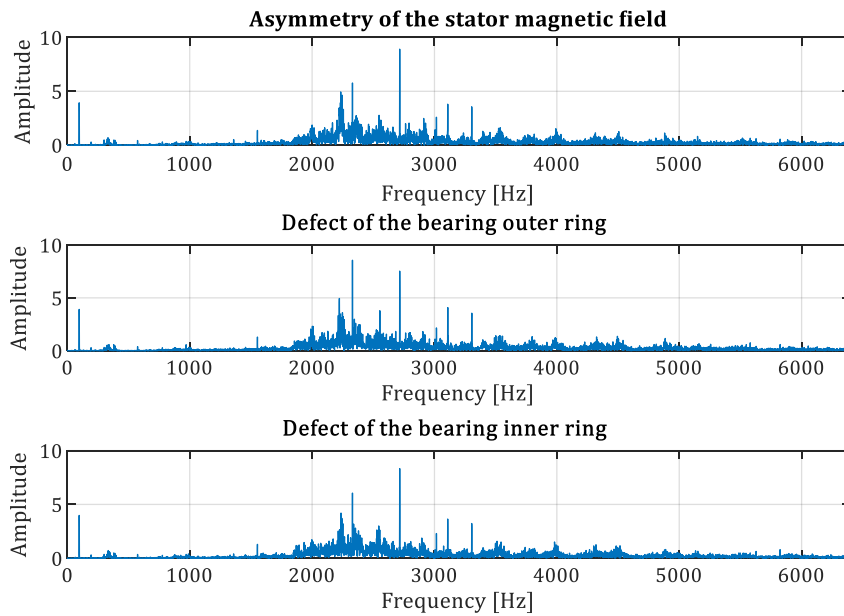 Asymmetry of the stator magnetic field
10
5
0
Amplitude
0 1000 2000 3000 4000 5000 6000
Frequency [Hz]
Defect of the bearing outer ring
10
5
0
Amplitude
0 1000 2000 3000 4000 5000 6000
Frequency [Hz]
Defect of the bearing inner ring
10
5
0
Amplitude
0 1000 2000 3000 4000 5000 6000
Frequency [Hz]